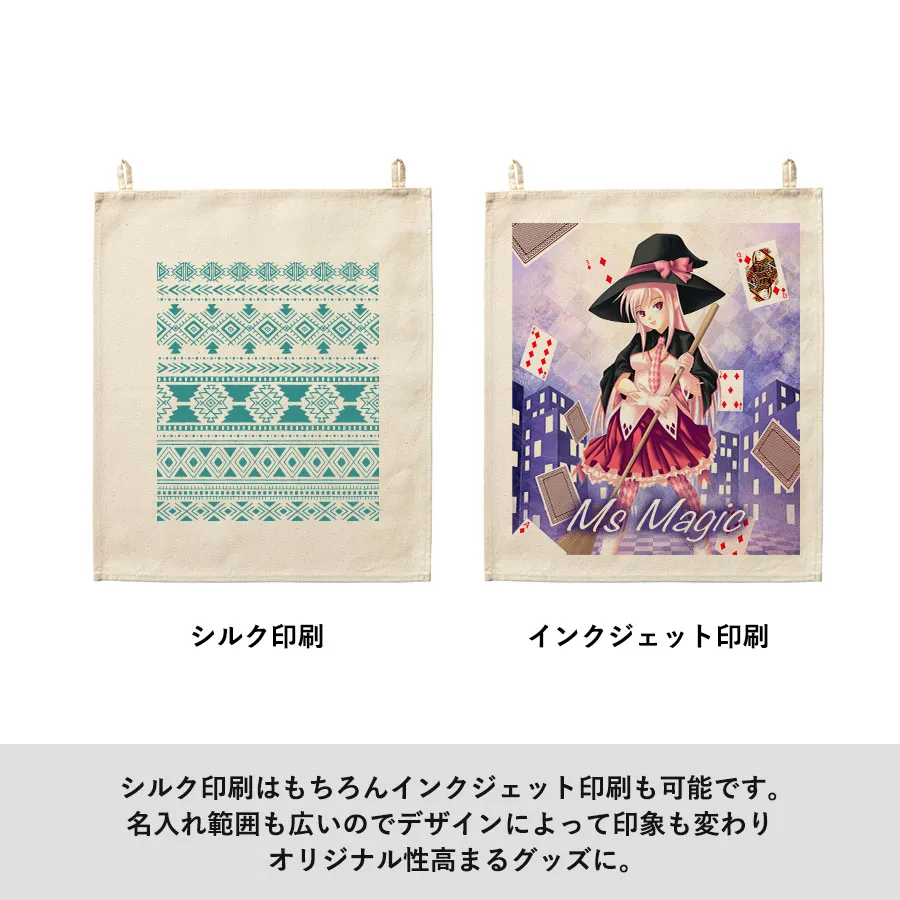 Ms Magic
シルク印刷
インクジェット印刷
シルク印刷はもちろんインクジェット印刷も可能です。
名入れ範囲も広いのでデザインによって印象も変わり
オリジナル性高まるグッズに。